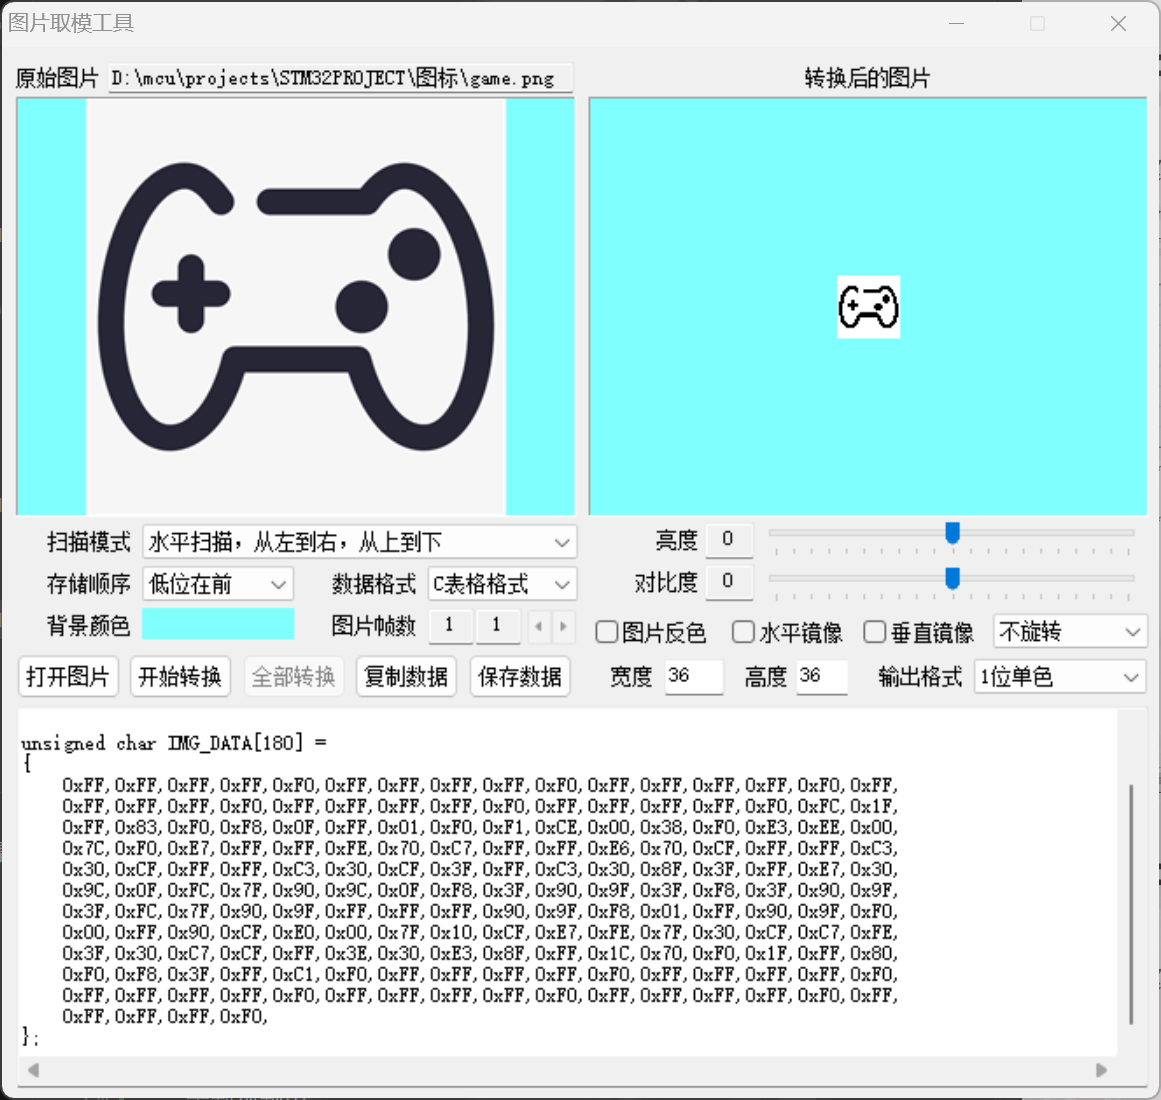 图片取模工具
原始图片 D:\mcu\projects\STM32PROJECT\图标\game.png
转换后的图片
扫描模式 水平扫描，从左到右，从上到下
存储顺序 低位在前 数据格式 C表格格式
背景颜色 图片帧数 1 1
亮度 0
对比度 0
图片反色 水平镜像 垂直镜像 不旋转
打开图片 开始转换 全部转换 复制数据 保存数据
宽度 36 高度 36 输出格式 1位单色
unsigned char IMG_DATA[180] =
{
0xFF,0xFF,0xFF,0xFF,0xF0,0xFF,0xFF,0xFF,0xFF,0xF0,0xFF,0xFF,0xFF,0xFF,0xF0,0xFF,
0xFF,0xFF,0xFF,0xF0,0xFF,0xFF,0xFF,0xFF,0xF0,0xFF,0xFF,0xFF,0xFF,0xF0,0xFC,0x1F,
0xFF,0x83,0xF0,0xF8,0x0F,0xFF,0x01,0xF0,0xF1,0xCE,0x00,0x38,0xF0,0xE3,0xEE,0x00,
0x7C,0xF0,0xE7,0xFF,0xFF,0xFE,0x70,0xC7,0xFF,0xFF,0xE6,0x70,0xCF,0xFF,0xFF,0xC3,
0x30,0xCF,0xFF,0xFF,0xC3,0x30,0xCF,0x3F,0xFF,0xC3,0x30,0x8F,0x3F,0xFF,0xE7,0x30,
0x9C,0x0F,0xFC,0x7F,0x90,0x9C,0x0F,0xF8,0x3F,0x90,0x9F,0x3F,0xF8,0x3F,0x90,0x9F,
0x3F,0xFC,0x7F,0x90,0x9F,0xFF,0xFF,0xFF,0x90,0x9F,0xF8,0x01,0xFF,0x90,0x9F,0xF0,
0x00,0xFF,0x90,0xCF,0xE0,0x00,0x7F,0x10,0xCF,0xE7,0xFE,0x7F,0x30,0xCF,0xC7,0xFE,
0x3F,0x30,0xC7,0xCF,0xFF,0x3E,0x30,0xE3,0x8F,0xFF,0x1C,0x70,0xF0,0x1F,0xFF,0x80,
0xF0,0xF8,0x3F,0xFF,0xC1,0xF0,0xFF,0xFF,0xFF,0xFF,0xF0,0xFF,0xFF,0xFF,0xFF,0xF0,
0xFF,0xFF,0xFF,0xFF,0xF0,0xFF,0xFF,0xFF,0xFF,0xF0,0xFF,0xFF,0xFF,0xFF,0xF0,0xFF,
0xFF,0xFF,0xFF,0xF0,
};